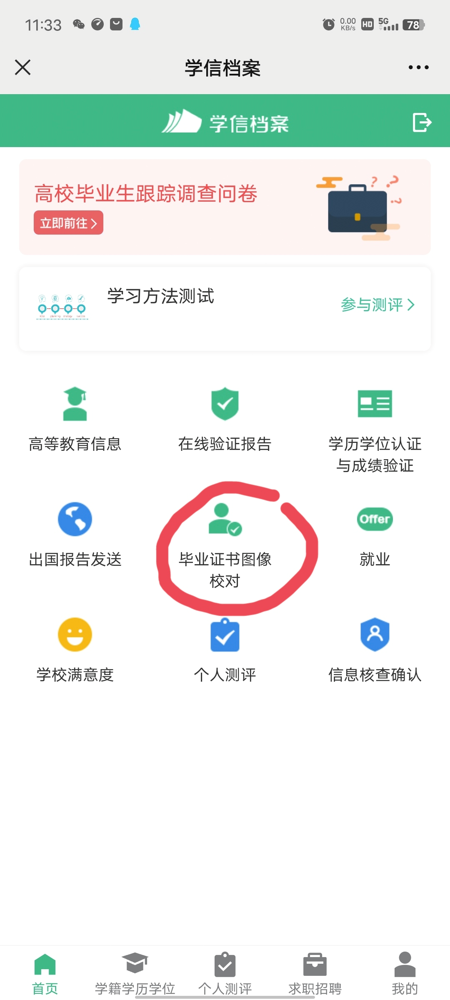 11:33
0.00
KB/s
HD
5G
78
学信档案
学信档案
高校毕业生跟踪调查问卷
立即前往
学习方法测试
参与测评
idea planning strategy success
高等教育信息
在线验证报告
学历学位认证
与成绩验证
出国报告发送
毕业证书图像
校对
Offer
就业
学校满意度
个人测评
信息核查确认
首页
学籍学历学位
个人测评
求职招聘
我的